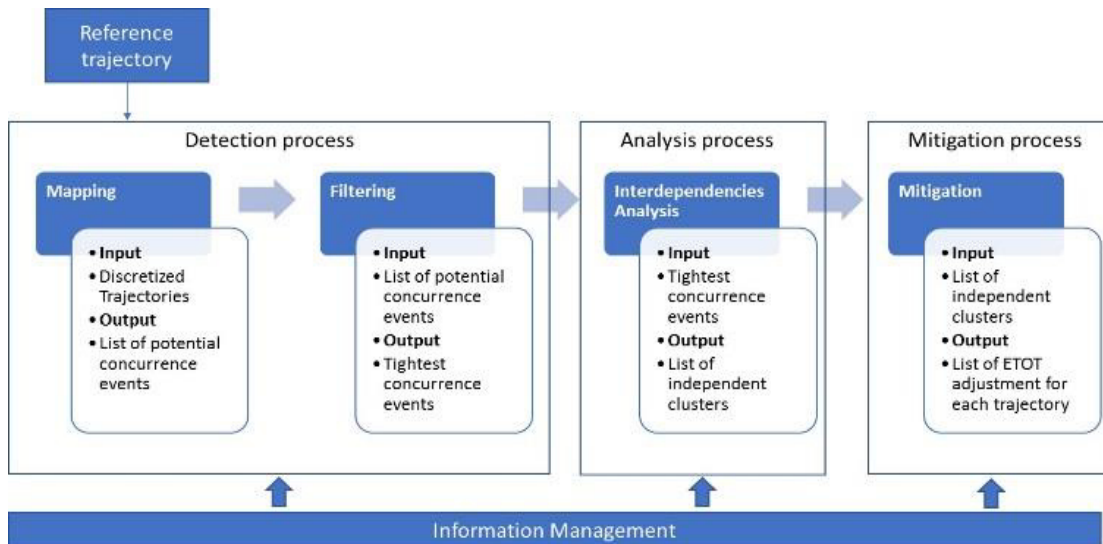 Reference
trajectory
Detection process
Mapping
• Input
• Discretized
Trajectories
• Output
• List of potential
concurrence
events
Filtering
• Input
• List of potential
concurrence
events
• Output
• Tightest
concurrence
events
Analysis process
Interdependencies
Analysis
• Input
• Tightest
concurrence
events
• Output
• List of
independent
clusters
Mitigation process
Mitigation
• Input
• List of
independent
clusters
• Output
• List of ETOT
adjustment for
each trajectory
Information Management